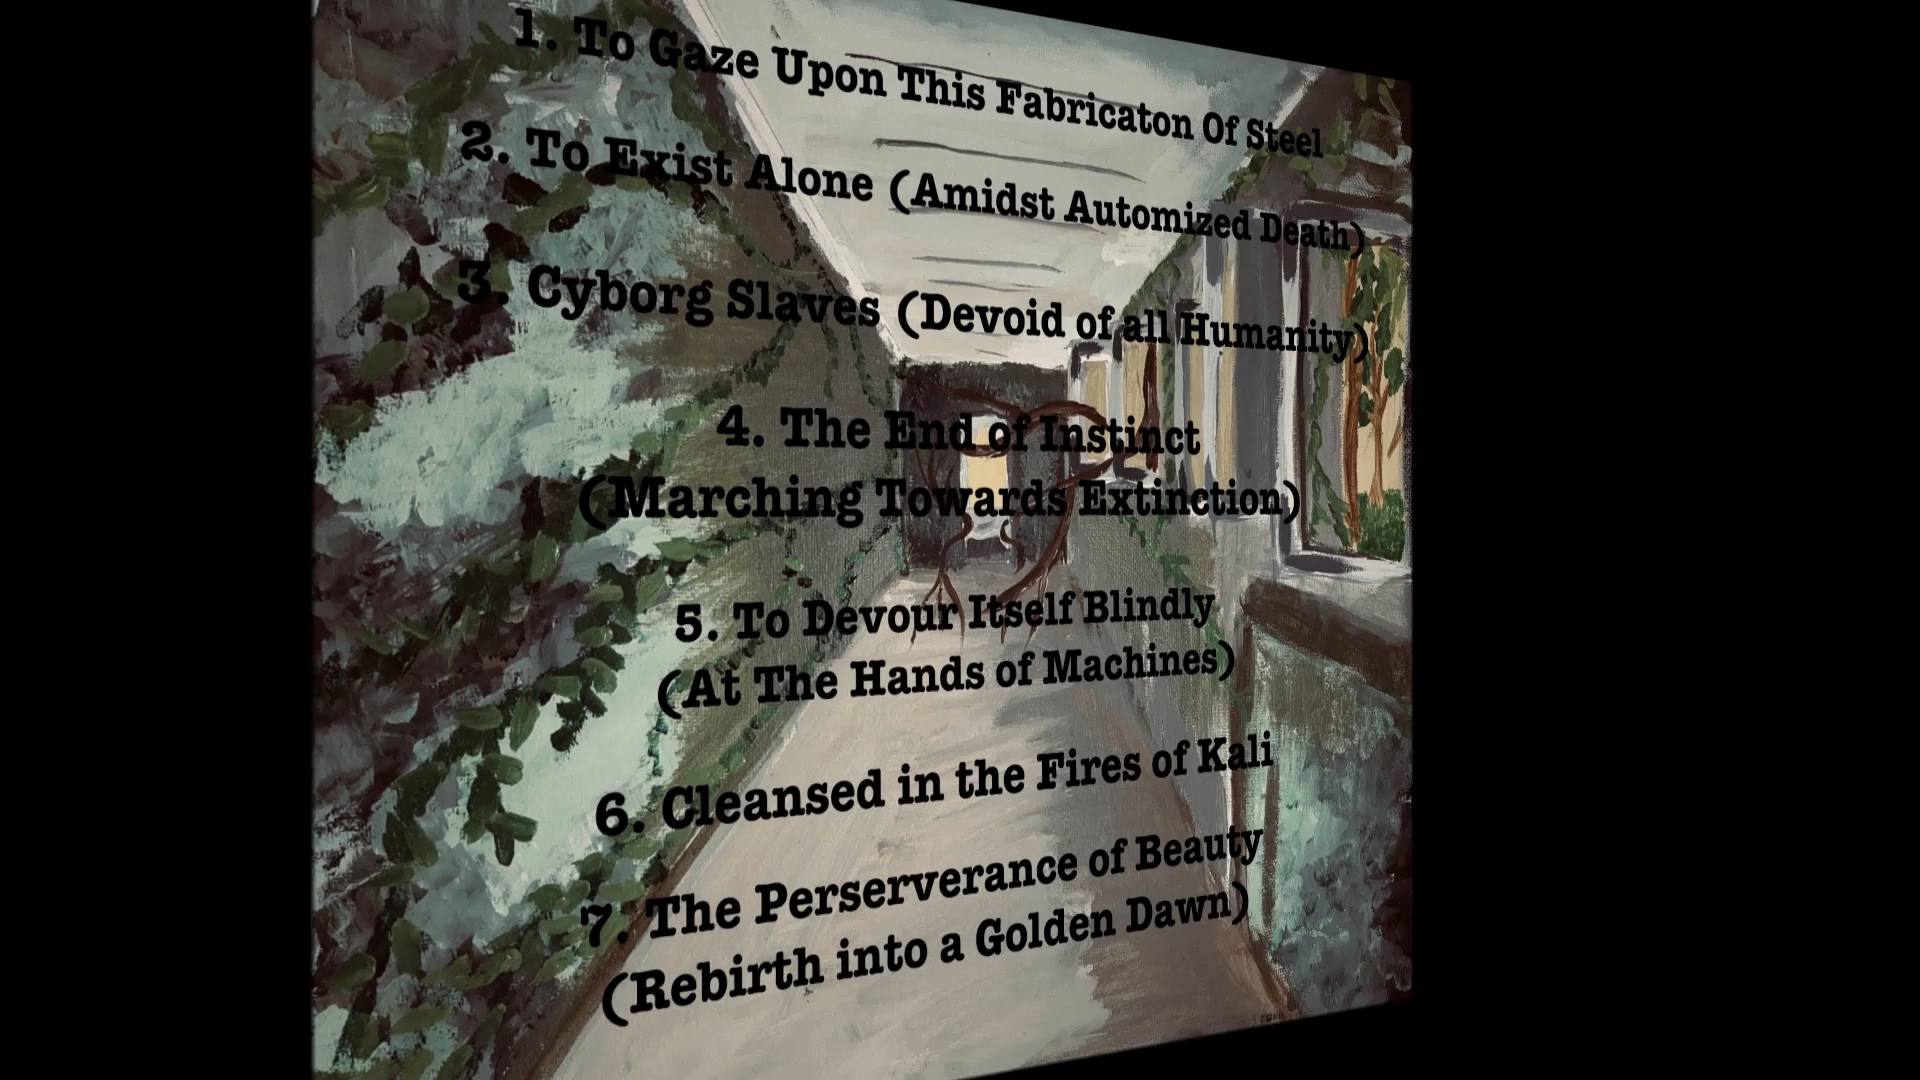 1. To Gaze Upon This Fabricaton Of Steel
2. To Exist Alone (Amidst Automized Death)
3. Cyborg Slaves (Devoid of all Humanity)
4. The End of Instinct
(Marching Towards Extinction)
5. To Devour Itself Blindly
(At The Hands of Machines)
6. Cleansed in the Fires of Kali
7. The Perserverance of Beauty
(Rebirth into a Golden Dawn)